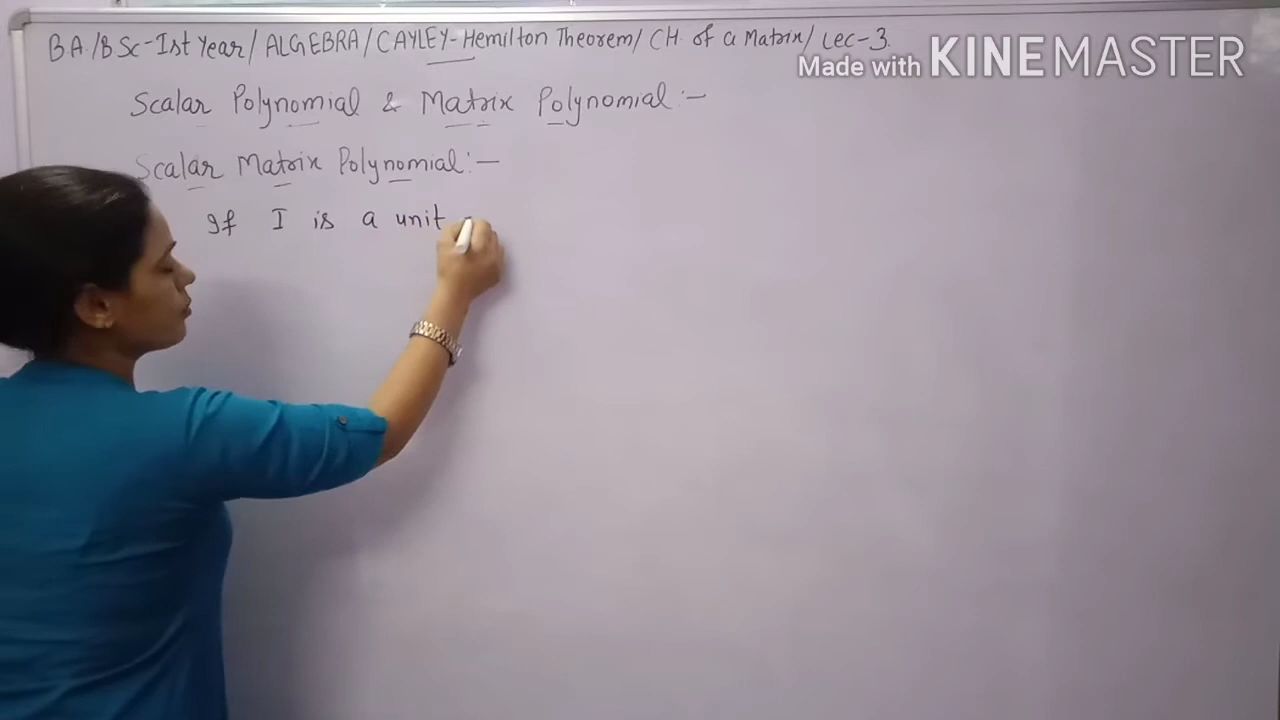 BA/BSc-Ist Year/ ALGEBRA/ CAYLEY-Hemilton Theorem/ CH. of a Matrix/ Lec-3.
Made with KINEMASTER
Scalar Polynomial & Matrix Polynomial:-
Scalar Matrix Polynomial:-
If I is a unit